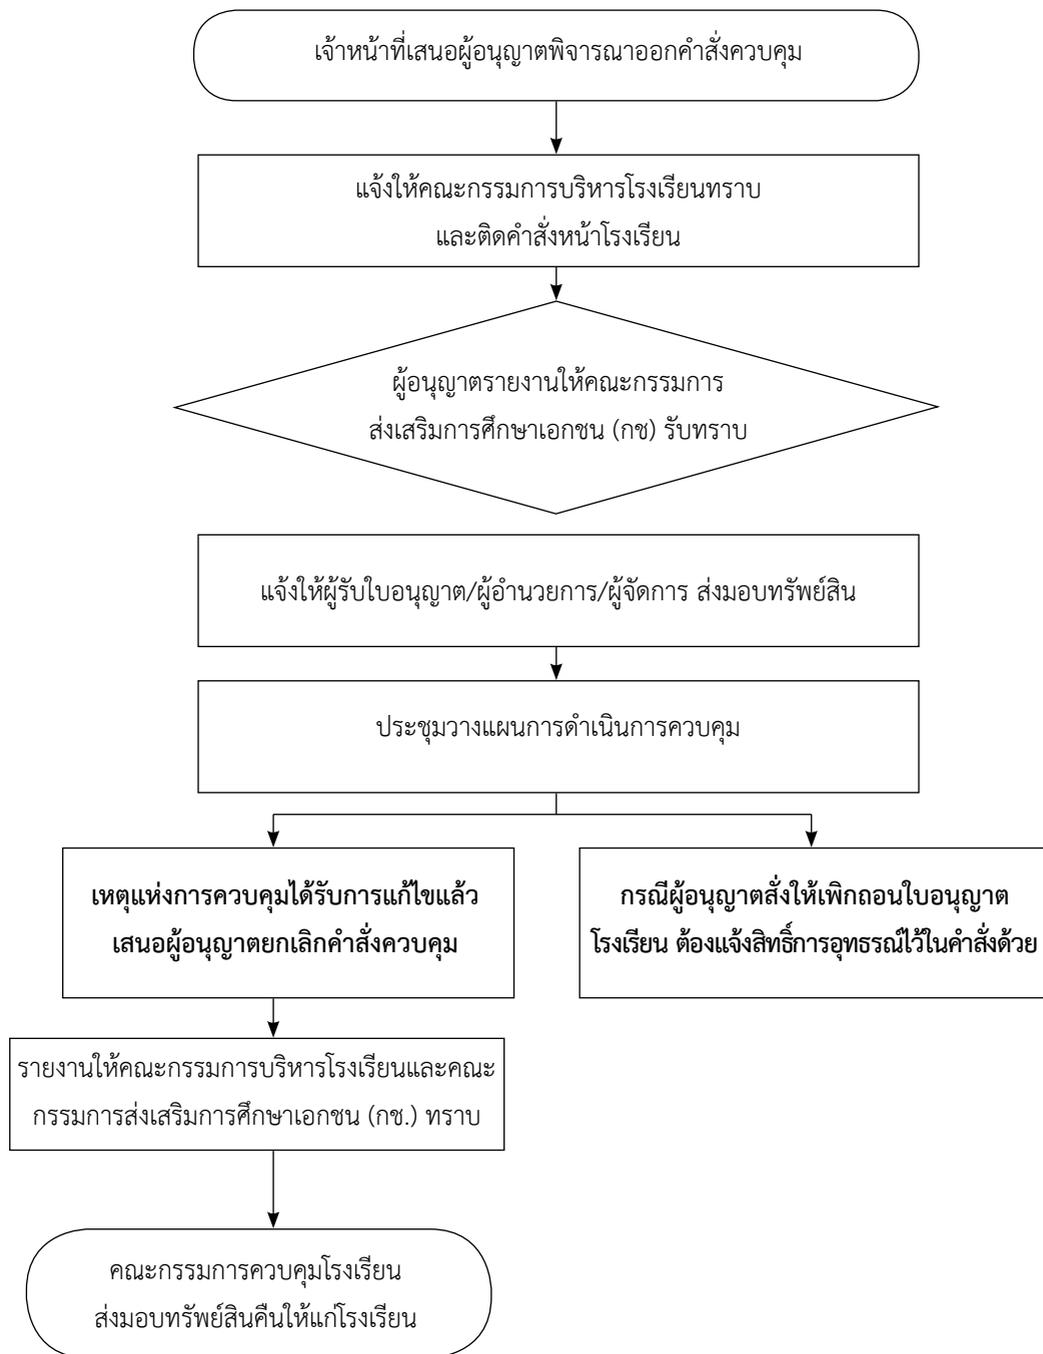 เจ้าหน้าที่เสนอผู้อนุญาตพิจารณาออกคำสั่งควบคุม
แจ้งให้คณะกรรมการบริหารโรงเรียนทราบ
และติดคำสั่งหน้าโรงเรียน
ผู้อนุญาตรายงานให้คณะกรรมการ
ส่งเสริมการศึกษาเอกชน (กช) รับทราบ
แจ้งให้ผู้รับใบอนุญาต/ผู้อำนวยการ/ผู้จัดการ ส่งมอบทรัพย์สิน
ประชุมวางแผนการดำเนินการควบคุม
เหตุแห่งการควบคุมได้รับการแก้ไขแล้ว
เสนอผู้อนุญาตยกเลิกคำสั่งควบคุม
กรณีผู้อนุญาตสั่งให้เพิกถอนใบอนุญาต
โรงเรียน ต้องแจ้งสิทธิ์การอุทธรณ์ไว้ในคำสั่งด้วย
รายงานให้คณะกรรมการบริหารโรงเรียนและคณะ
กรรมการส่งเสริมการศึกษาเอกชน (กช.) ทราบ
คณะกรรมการควบคุมโรงเรียน
ส่งมอบทรัพย์สินคืนให้แก่โรงเรียน